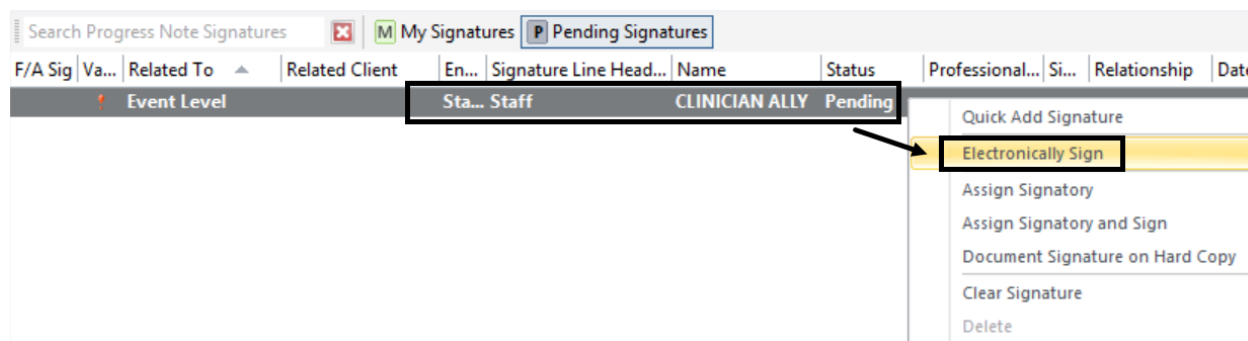 Search Progress Note Signatures M My Signatures P Pending Signatures
F/A Sig Va... Related To Related Client En... Signature Line Head... Name Status Professional... Si... Relationship Date
Event Level Sta... Staff CLINICIAN ALLY Pending
Quick Add Signature
Electronically Sign
Assign Signatory
Assign Signatory and Sign
Document Signature on Hard Copy
Clear Signature
Delete